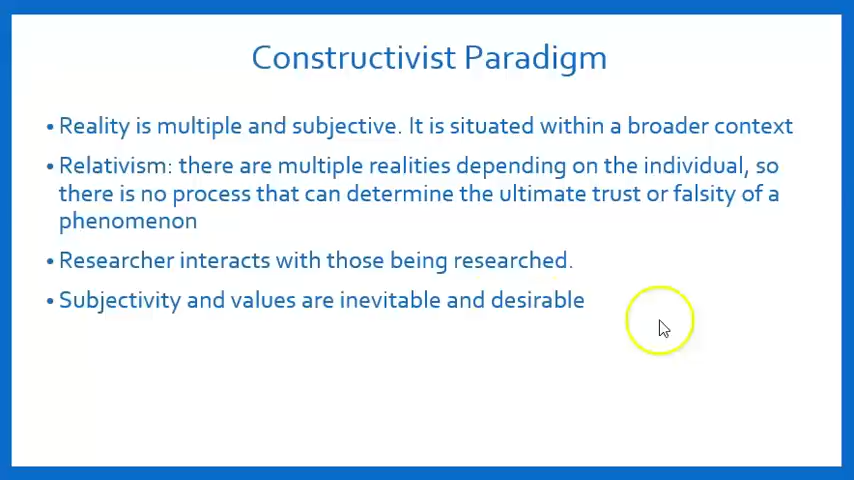 Constructivist Paradigm
• Reality is multiple and subjective. It is situated within a broader context
• Relativism: there are multiple realities depending on the individual, so
there is no process that can determine the ultimate trust or falsity of a
phenomenon
• Researcher interacts with those being researched.
• Subjectivity and values are inevitable and desirable